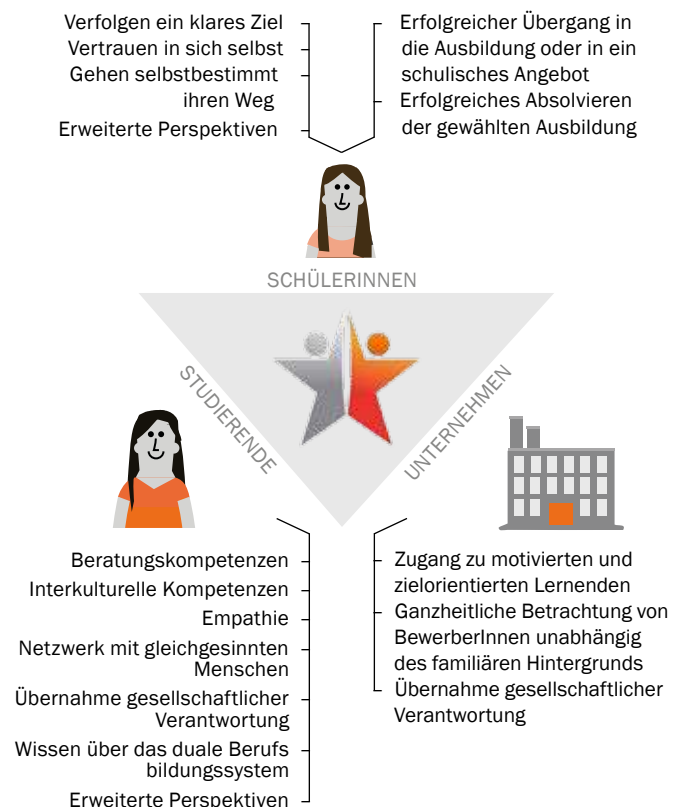 Verfolgen ein klares Ziel
Vertrauen in sich selbst
Gehen selbstbestimmt
ihren Weg
Erweiterte Perspektiven
Erfolgreicher Übergang in
die Ausbildung oder in ein
schulisches Angebot
Erfolgreiches Absolvieren
der gewählten Ausbildung
SCHÜLERINNEN
STUDIERENDE
UNTERNEHMEN
Beratungskompetenzen
Interkulturelle Kompetenzen
Empathie
Netzwerk mit gleichgesinnten
Menschen
Übernahme gesellschaftlicher
Verantwortung
Wissen über das duale Berufs
bildungssystem
Erweiterte Perspektiven
Zugang zu motivierten und
zielorientierten Lernenden
Ganzheitliche Betrachtung von
BewerberInnen unabhängig
des familiären Hintergrunds
Übernahme gesellschaftlicher
Verantwortung